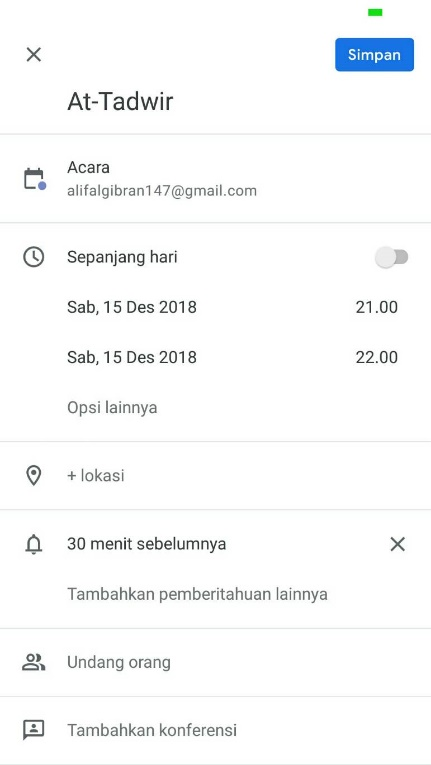 Simpan
At-Tadwir
Acara
alifalgibran147@gmail.com
Sepanjang hari
Sab, 15 Des 2018 21.00
Sab, 15 Des 2018 22.00
Opsi lainnya
+ lokasi
30 menit sebelumnya
Tambahkan pemberitahuan lainnya
Undang orang
Tambahkan konferensi